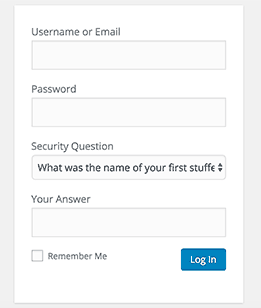 Username or Email
Password
Security Question
What was the name of your first stuffe
Your Answer
Remember Me
Log In